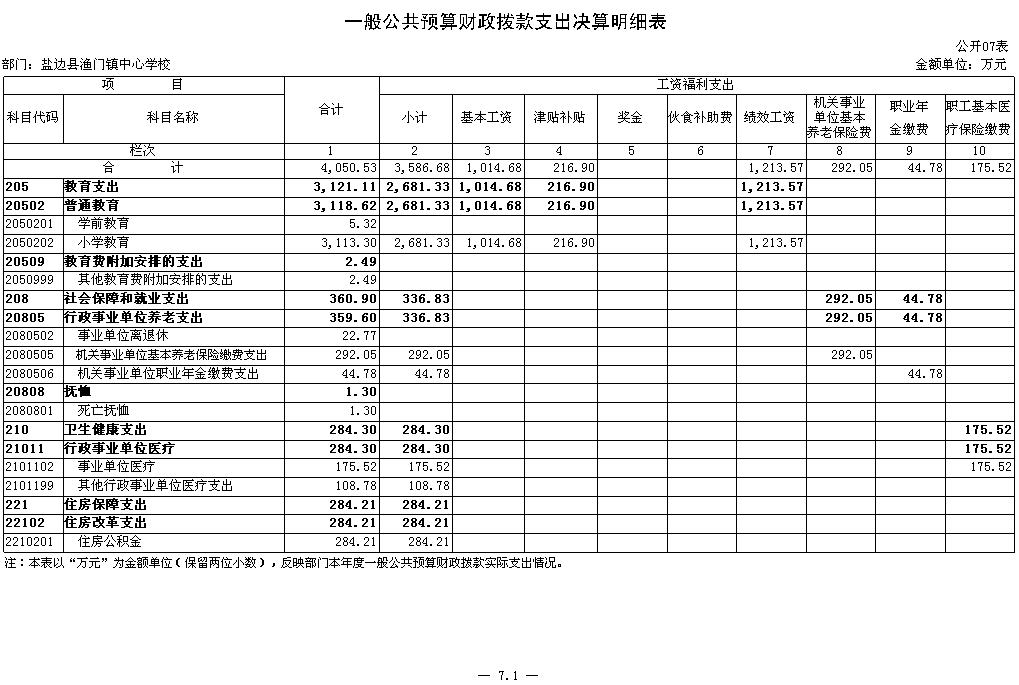 一般公共预算财政拨款支出决算明细表
公开07表
部门：盐边县渔门镇中心学校 金额单位：万元
项 目 合计 工资福利支出
科目代码 科目名称 小计 基本工资 津贴补贴 奖金 伙食补助费 绩效工资 机关事业单位基本养老保险费 职业年金缴费 职工基本医疗保险缴费
栏次 1 2 3 4 5 6 7 8 9 10
合 计 4,050.53 3,586.68 1,014.68 216.90 1,213.57 292.05 44.78 175.52
205 教育支出 3,121.11 2,681.33 1,014.68 216.90 1,213.57
20502 普通教育 3,118.62 2,681.33 1,014.68 216.90 1,213.57
2050201 学前教育 5.32
2050202 小学教育 3,113.30 2,681.33 1,014.68 216.90 1,213.57
20509 教育费附加安排的支出 2.49
2050999 其他教育费附加安排的支出 2.49
208 社会保障和就业支出 360.90 336.83 292.05 44.78
20805 行政事业单位养老支出 359.60 336.83 292.05 44.78
2080502 事业单位离退休 22.77
2080505 机关事业单位基本养老保险缴费支出 292.05 292.05 292.05
2080506 机关事业单位职业年金缴费支出 44.78 44.78 44.78
20808 抚恤 1.30
2080801 死亡抚恤 1.30
210 卫生健康支出 284.30 284.30 175.52
21011 行政事业单位医疗 284.30 284.30 175.52
2101102 事业单位医疗 175.52 175.52 175.52
2101199 其他行政事业单位医疗支出 108.78 108.78
221 住房保障支出 284.21 284.21
22102 住房改革支出 284.21 284.21
2210201 住房公积金 284.21 284.21
注：本表以“万元”为金额单位（保留两位小数），反映部门本年度一般公共预算财政拨款实际支出情况。
— 7.1 —